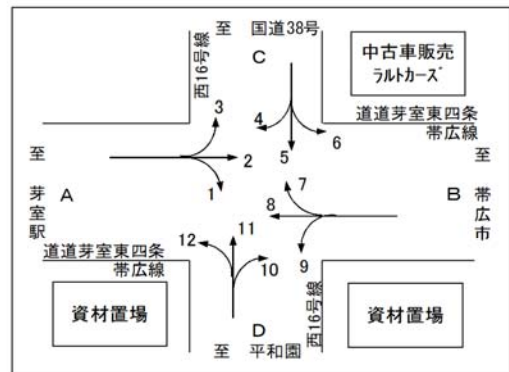 至 国道38号
C
西16号線
中古車販売
ラルトカーズ
3
4
5
6
道道芽室東四条
帯広線
至
芽室駅
A
2
1
7
8
B
至
帯広市
道道芽室東四条
帯広線
12
11
10
9
西16号線
資材置場
資材置場
D
至 平和園